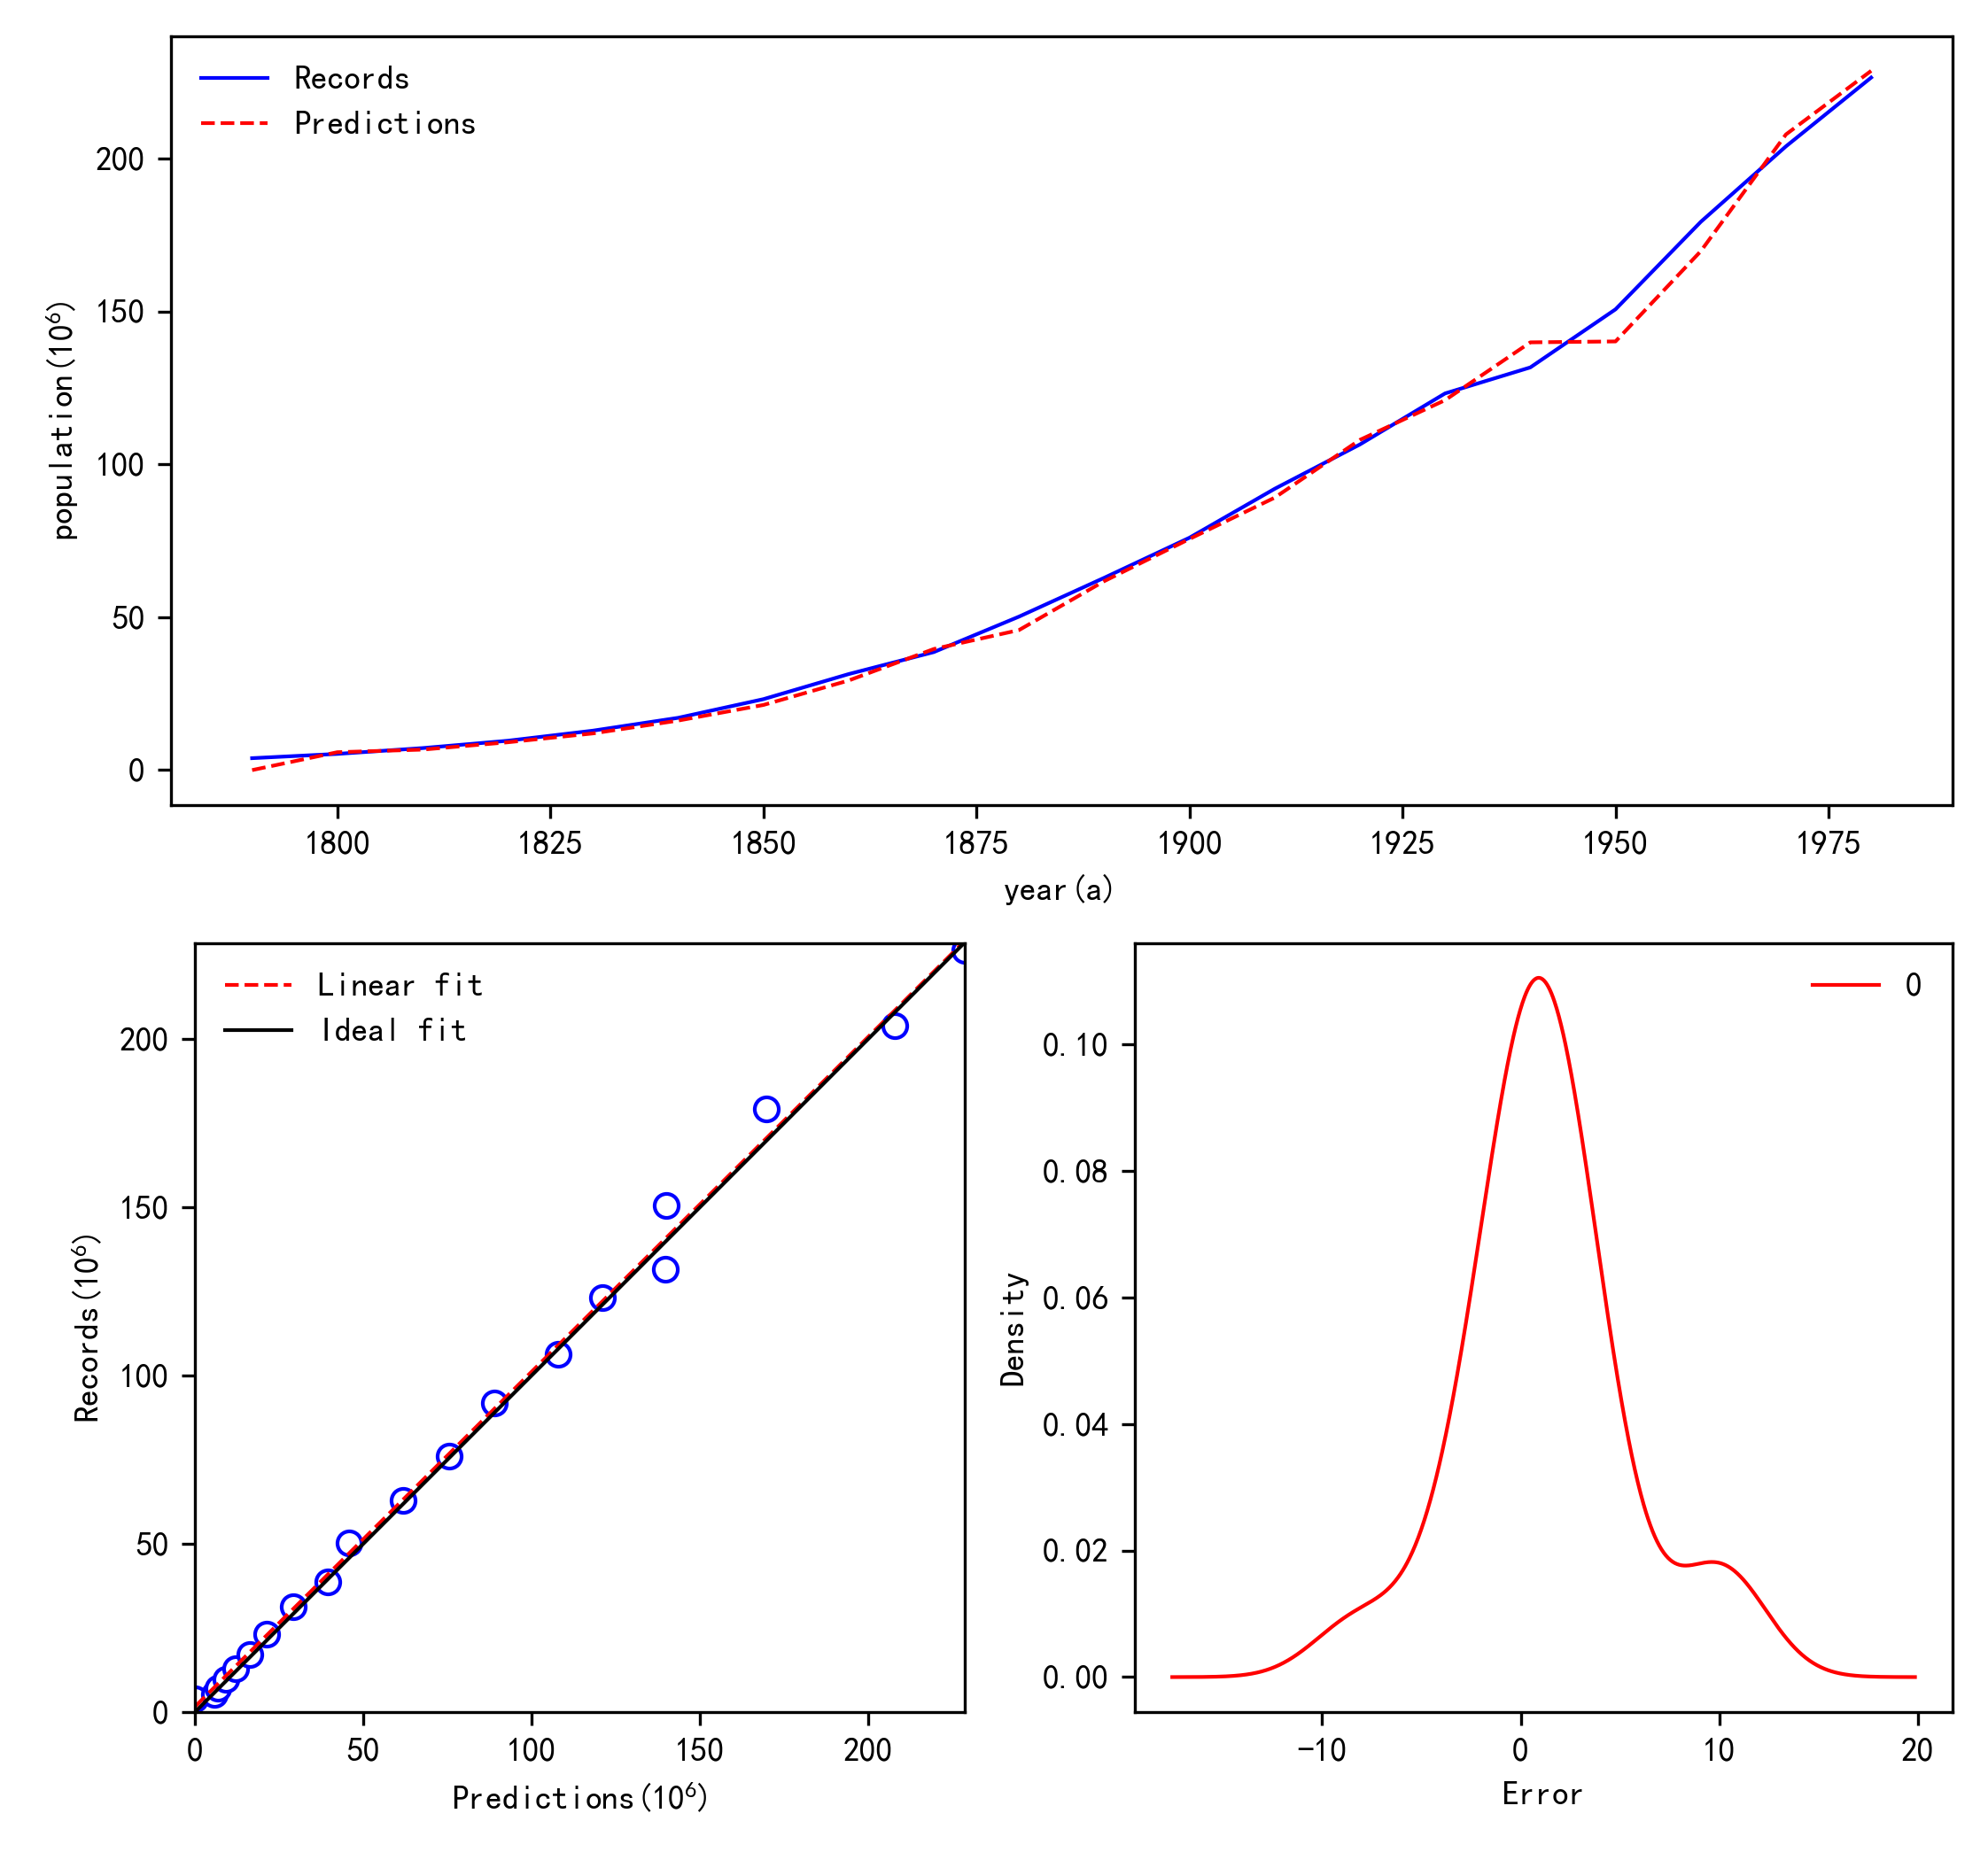 Records
Predictions
200
150
100
50
0
population(10⁶)
1800 1825 1850 1875 1900 1925 1950 1975
year(a)
Linear fit
Ideal fit
200
150
100
50
0
Records(10⁶)
0 50 100 150 200
Predictions(10⁶)
0
0.10
0.08
0.06
0.04
0.02
0.00
Density
−10 0 10 20
Error